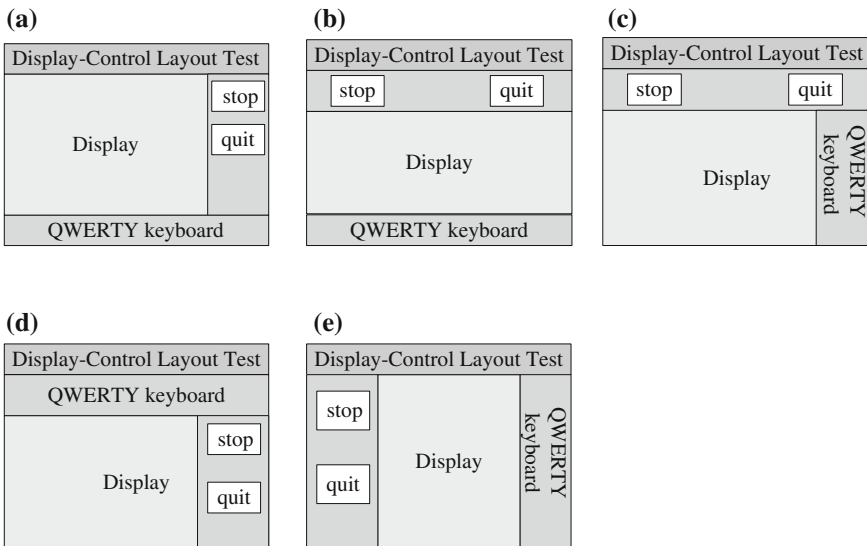 (a)
Display-Control Layout Test
stop
quit
Display
QWERTY keyboard
(b)
Display-Control Layout Test
stop quit
Display
QWERTY keyboard
(c)
Display-Control Layout Test
stop quit
Display
QWERTY
keyboard
(d)
Display-Control Layout Test
QWERTY keyboard
stop
Display
quit
(e)
Display-Control Layout Test
stop
quit
Display
QWERTY
keyboard